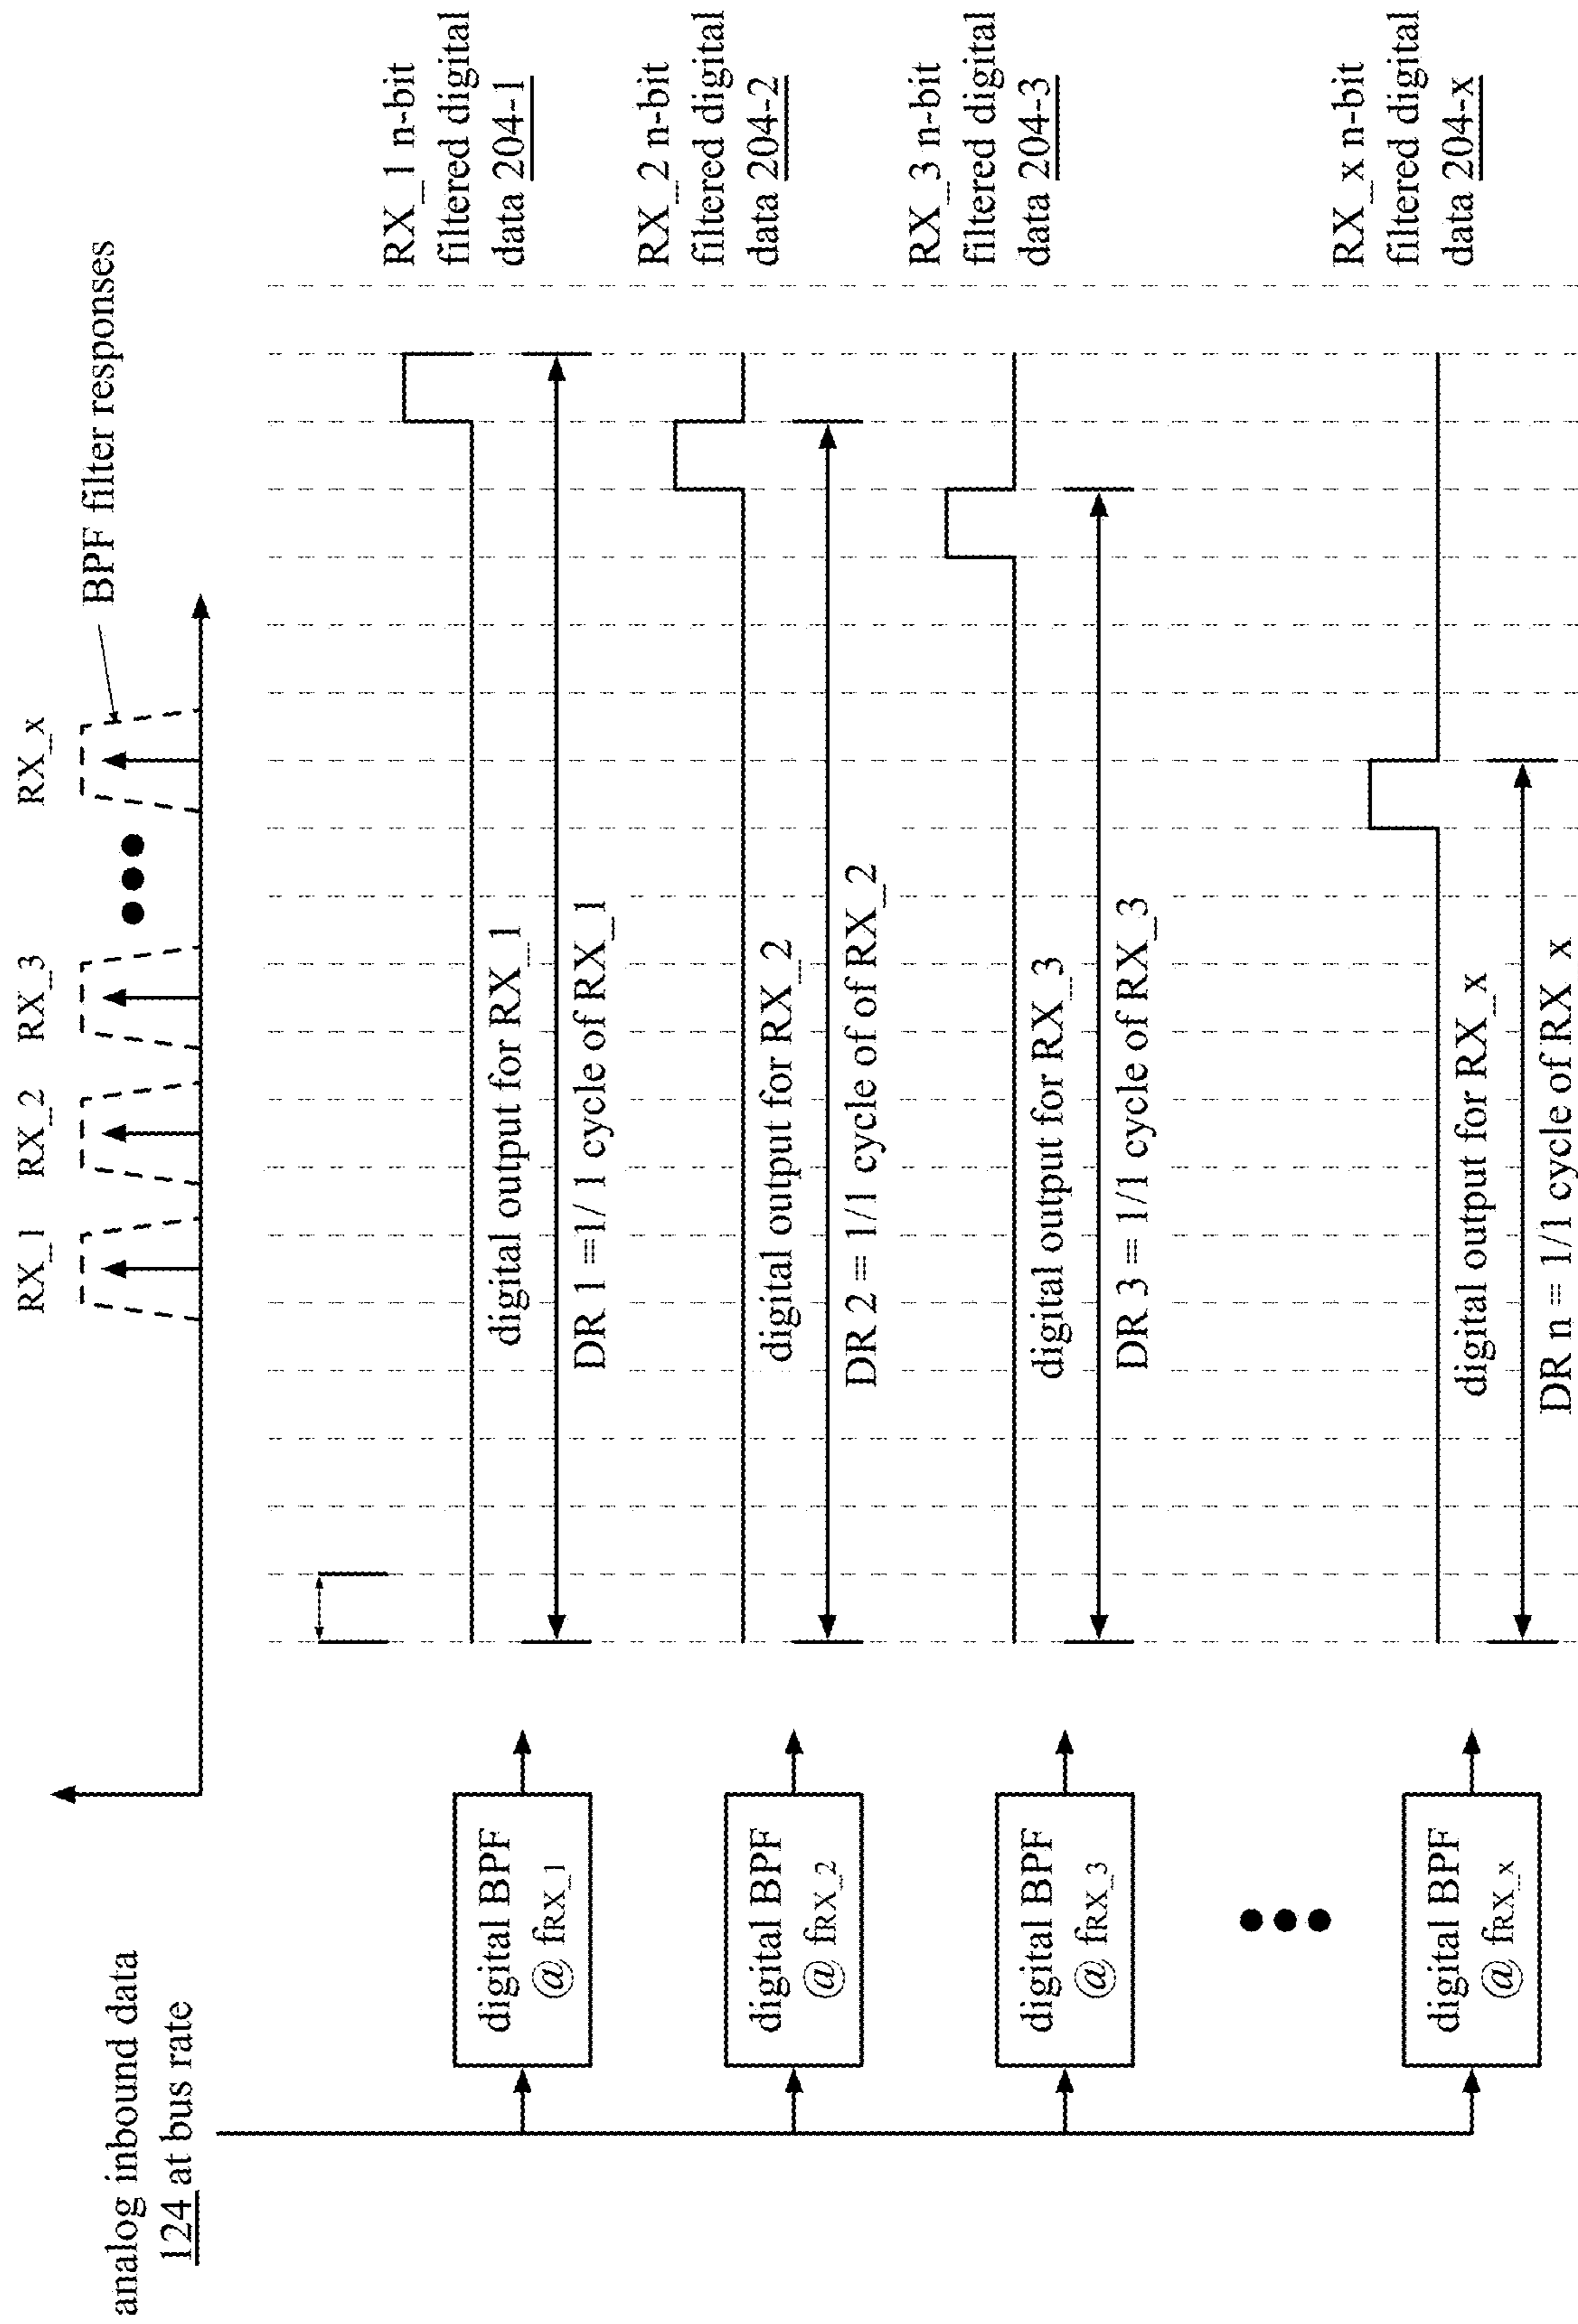 analog inbound data
124 at bus rate
RX_1
RX_2
RX_3
RX_x
BPF filter responses
digital BPF
@ fRX_1
digital output for RX_1
DR 1 =1/ 1 cycle of RX_1
RX_1 n-bit
filtered digital
data 204-1
digital BPF
@ fRX_2
digital output for RX_2
DR 2 = 1/1 cycle of of RX_2
RX_2 n-bit
filtered digital
data 204-2
digital BPF
@ fRX_3
digital output for RX_3
DR 3 = 1/1 cycle of RX_3
RX_3 n-bit
filtered digital
data 204-3
digital BPF
@ fRX_x
digital output for RX_x
DR n = 1/1 cycle of RX_x
RX_x n-bit
filtered digital
data 204-x